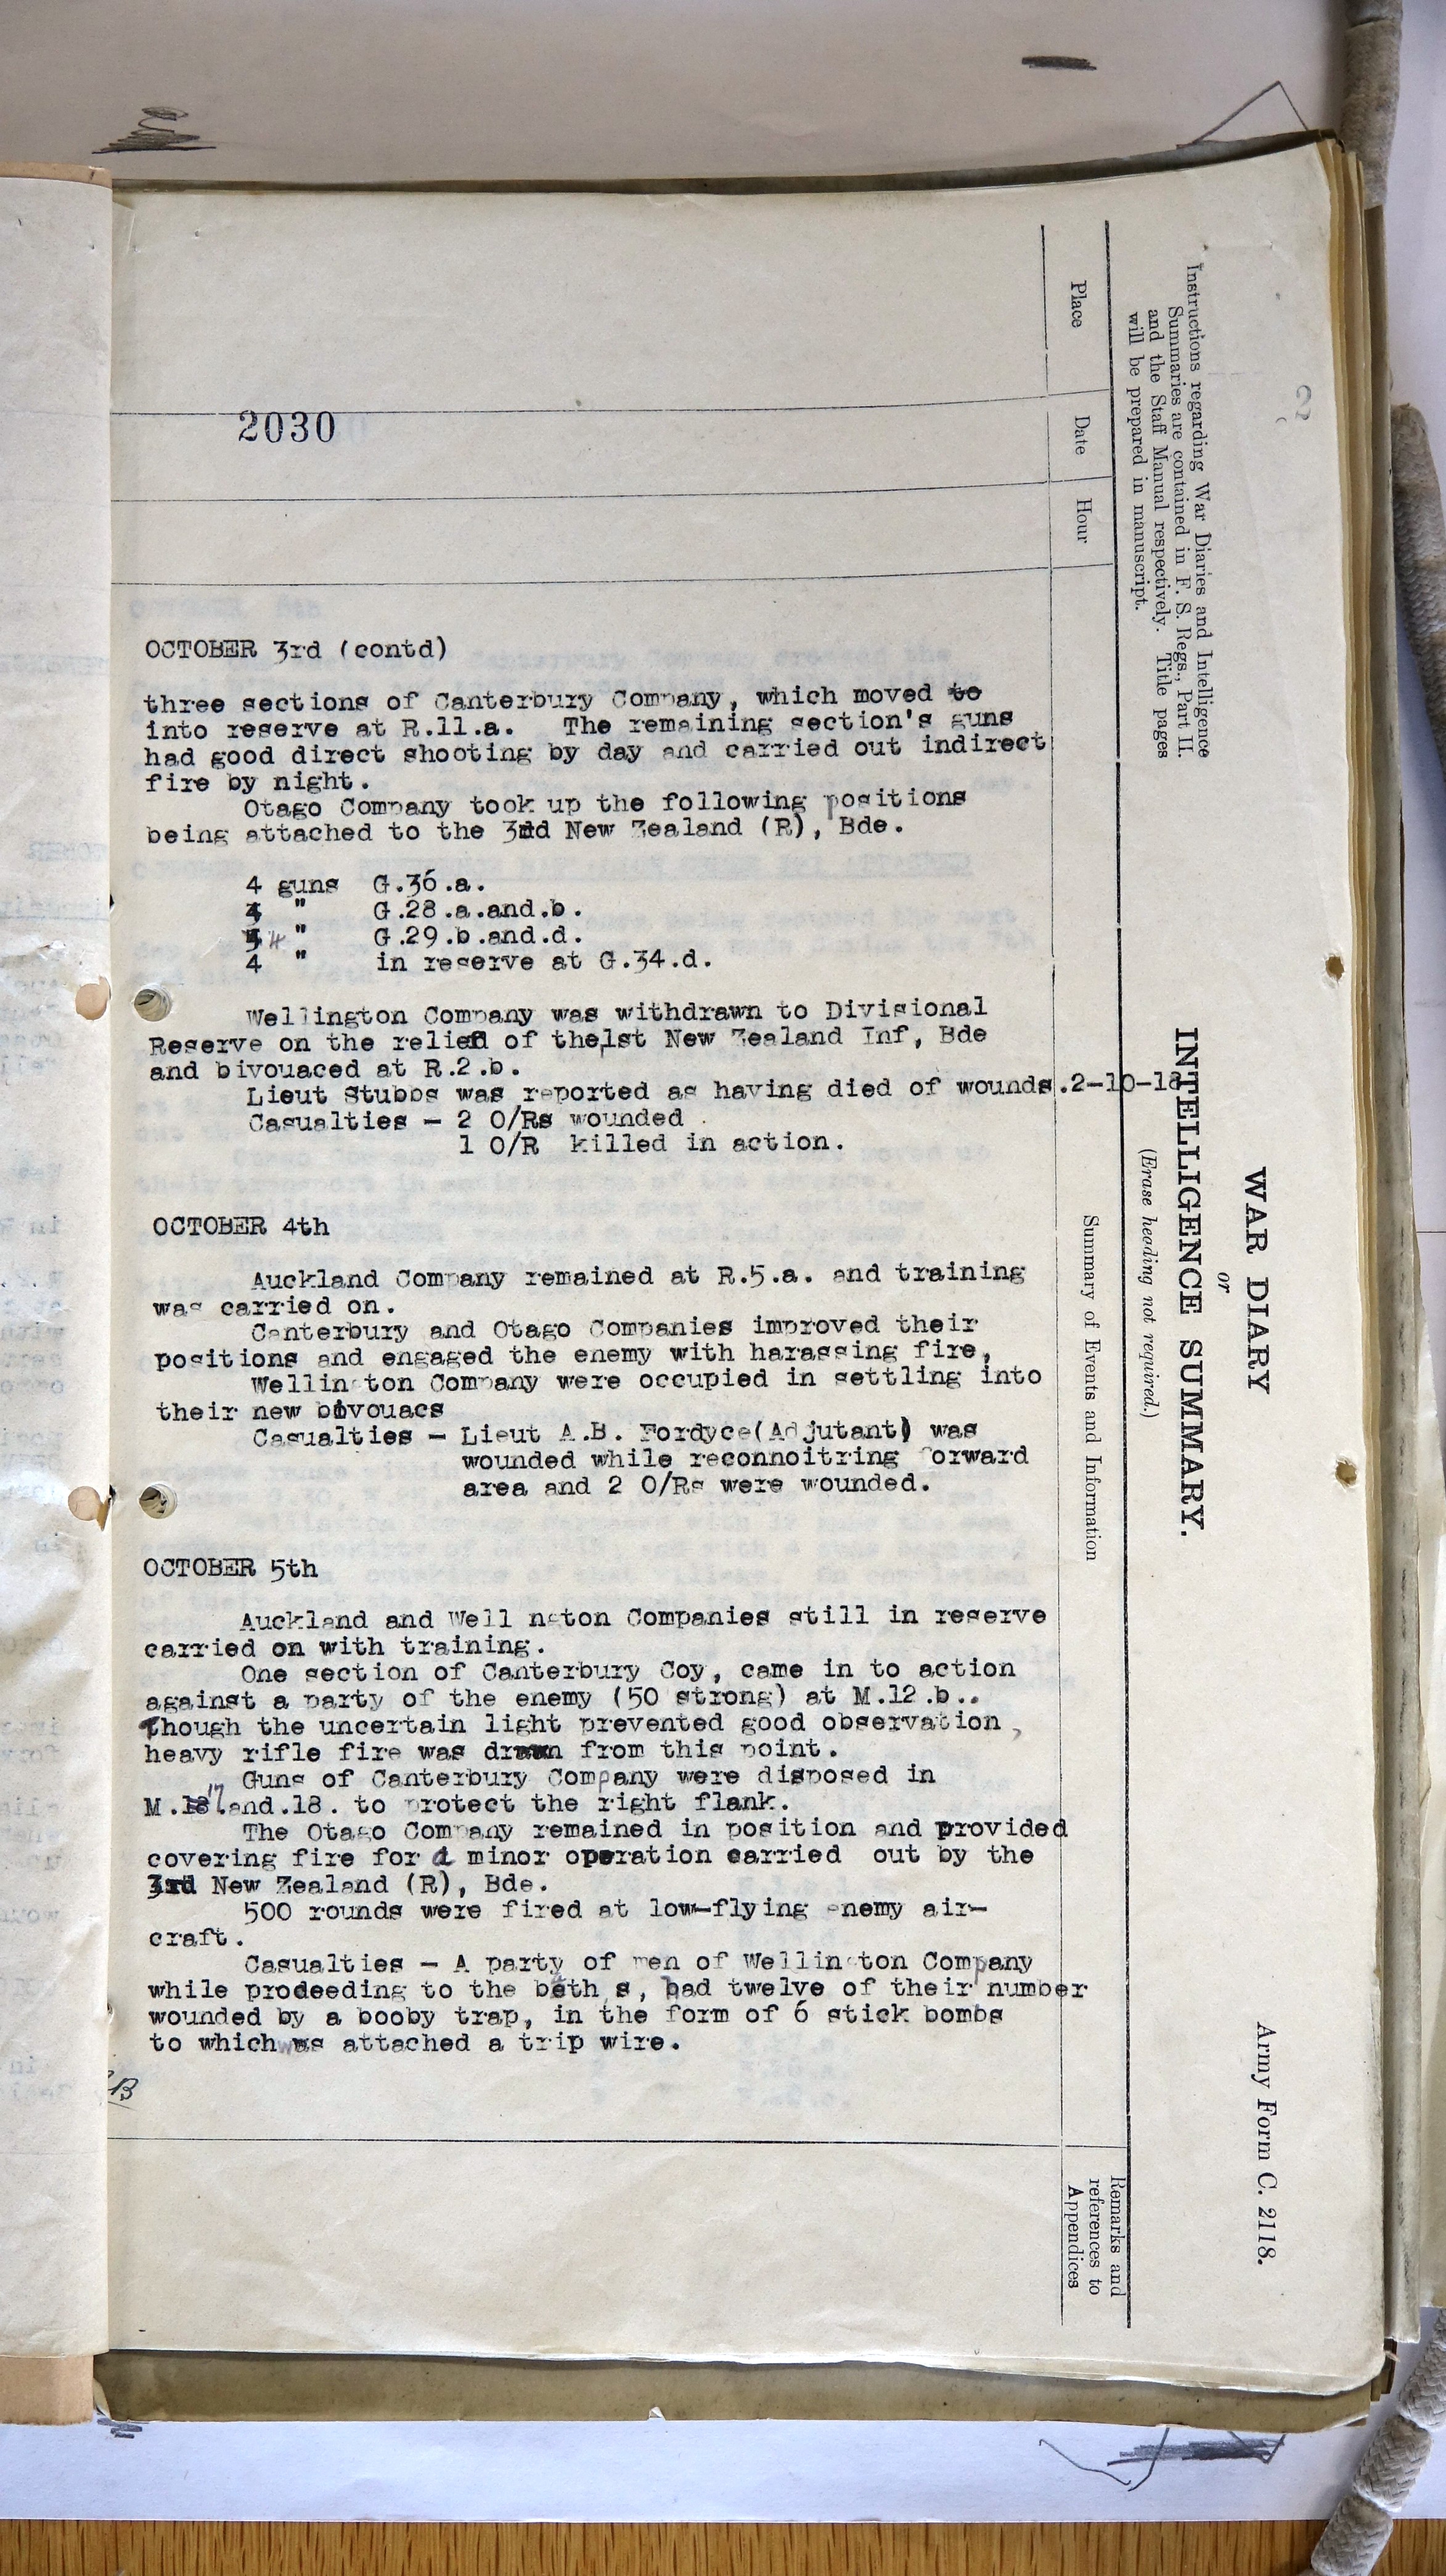 Army Form C. 2118.
WAR DIARY
or
INTELLIGENCE SUMMARY.
(Erase heading not required.)
Instructions regarding War Diaries and Intelligence
Summaries are contained in F. S. Regs., Part II.
and the Staff Manual respectively. Title pages
will be prepared in manuscript.
Place
Date
Hour
Summary of Events and Information
Remarks and
references to
Appendices
2
2030
OCTOBER 3rd (contd)
three sections of Canterbury Company, which moved to
into reserve at R.11.a. The remaining section's guns
had good direct shooting by day and carried out indirect
fire by night.
Otago Company took up the following positions
being attached to the 3rd New Zealand (R), Bde.
4 guns G.36.a.
4 " G.28.a.and.b.
4 " G.29.b.and.d.
4 " in reserve at G.34.d.
Wellington Company was withdrawn to Divisional
Reserve on the relief of the 1st New Zealand Inf, Bde
and bivouaced at R.2.b.
Lieut Stubbs was reported as having died of wounds.2-10-18
Casualties - 2 O/Rs wounded.
1 O/R killed in action.
OCTOBER 4th
Auckland Company remained at R.5.a. and training
was carried on.
Canterbury and Otago Companies improved their
positions and engaged the enemy with harassing fire,
Wellington Company were occupied in settling into
their new bivouacs
Casualties - Lieut A.B. Fordyce(Adjutant) was
wounded while reconnoitring forward
area and 2 O/Rs were wounded.
OCTOBER 5th
Auckland and Wellington Companies still in reserve
carried on with training.
One section of Canterbury Coy, came in to action
against a party of the enemy (50 strong) at M.12.b..
Though the uncertain light prevented good observation,
heavy rifle fire was drawn from this point.
Guns of Canterbury Company were disposed in
M.17.and.18. to protect the right flank.
The Otago Company remained in position and provided
covering fire for a minor operation carried out by the
3rd New Zealand (R), Bde.
500 rounds were fired at low-flying enemy air-
craft.
Casualties - A party of men of Wellington Company
while prodeeding to the baths, had twelve of their number
wounded by a booby trap, in the form of 6 stick bombs
to which was attached a trip wire.